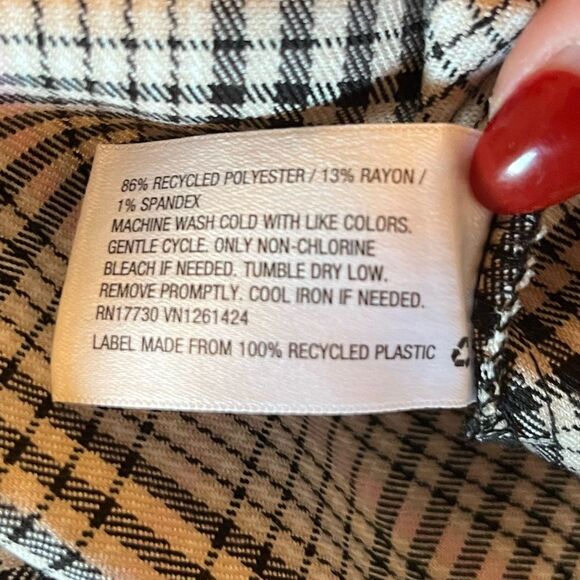 86% RECYCLED POLYESTER / 13% RAYON /
1% SPANDEX
MACHINE WASH COLD WITH LIKE COLORS.
GENTLE CYCLE. ONLY NON-CHLORINE
BLEACH IF NEEDED. TUMBLE DRY LOW.
REMOVE PROMPTLY. COOL IRON IF NEEDED.
RN17730 VN1261424
LABEL MADE FROM 100% RECYCLED PLASTIC